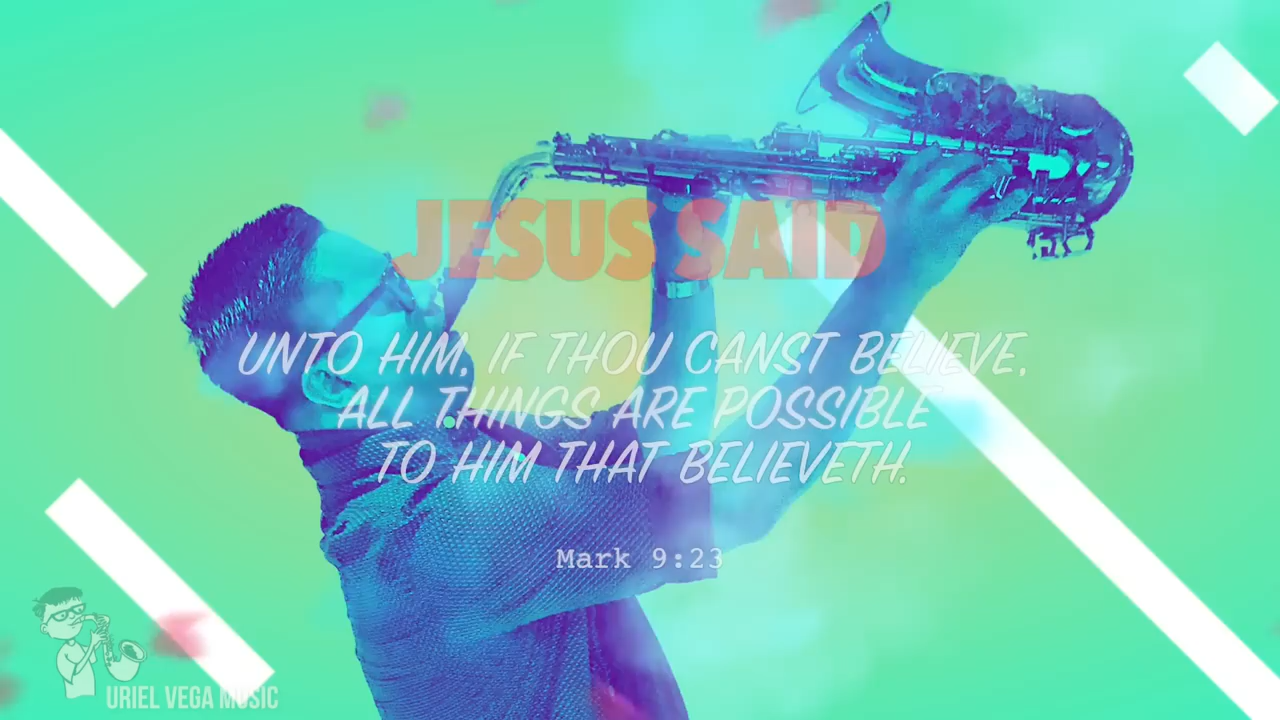 JESUS SAID
UNTO HIM, IF THOU CANST BELIEVE,
ALL THINGS ARE POSSIBLE
TO HIM THAT BELIEVETH.
Mark 9:23
URIEL VEGA MUSIC